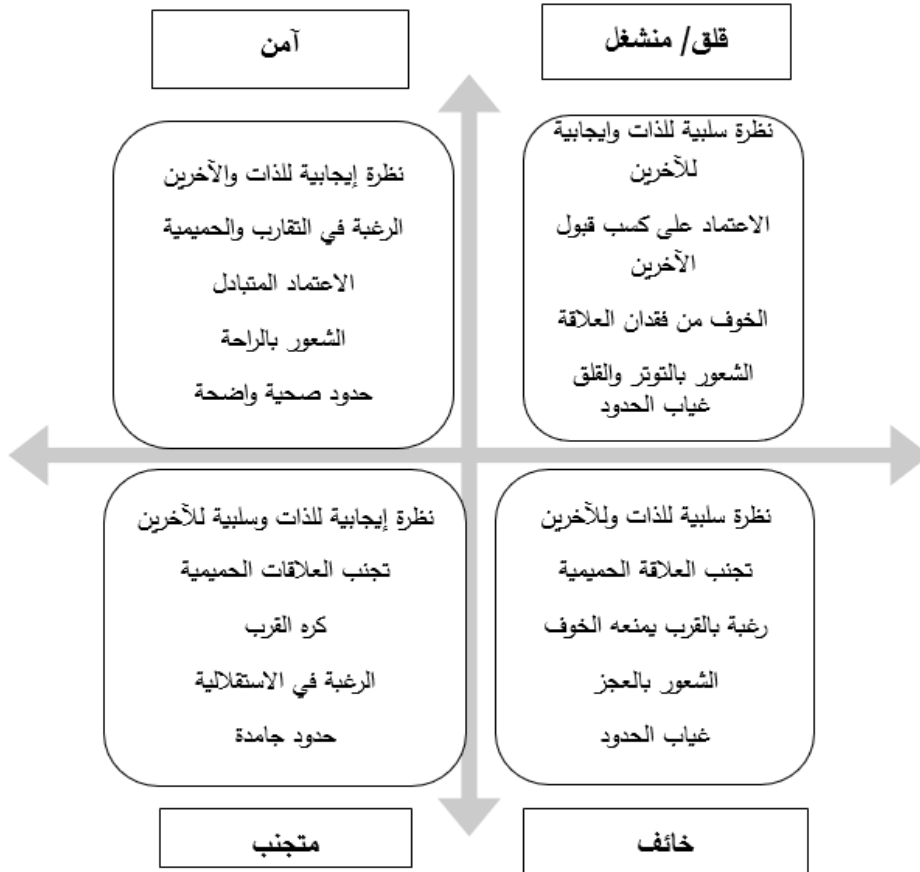 قلق/ منشغل
آمن
نظرة سلبية للذات وايجابية
للآخرين
الاعتماد على كسب قبول
الآخرين
الخوف من فقدان العلاقة
الشعور بالتوتر والقلق
غياب الحدود
نظرة إيجابية للذات والآخرين
الرغبة في التقارب والحميمية
الاعتماد المتبادل
الشعور بالراحة
حدود صحية واضحة
نظرة سلبية للذات وللآخرين
تجنب العلاقة الحميمية
رغبة بالقرب يمنعه الخوف
الشعور بالعجز
غياب الحدود
نظرة إيجابية للذات وسلبية للآخرين
تجنب العلاقات الحميمية
كره القرب
الرغبة في الاستقلالية
حدود جامدة
خائف
متجنب